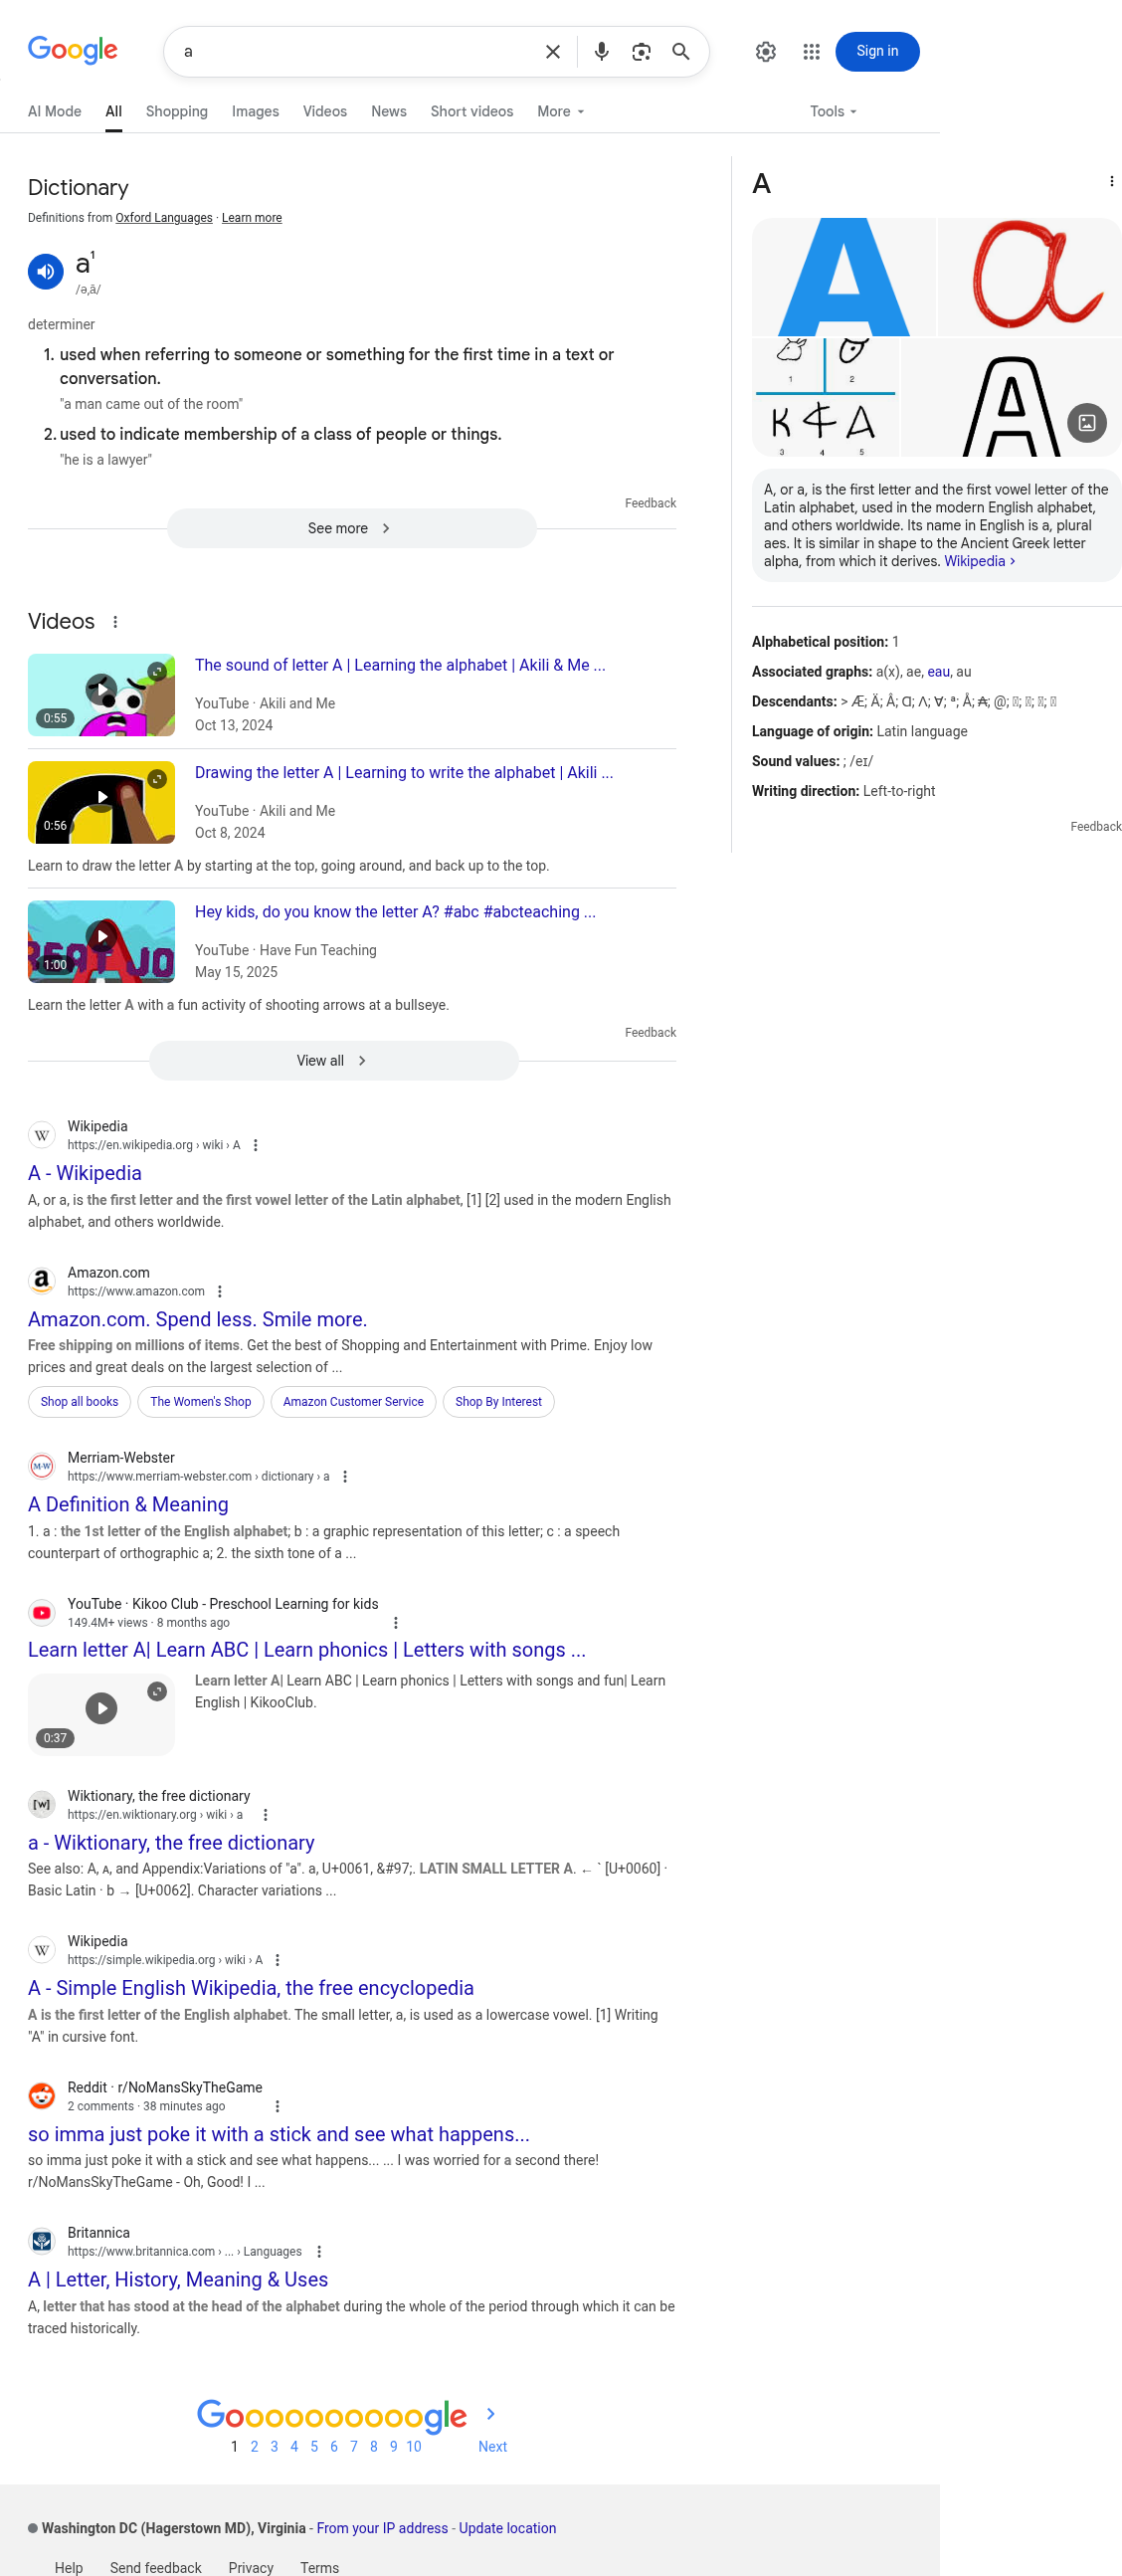 Google
a
Sign in
AI Mode All Shopping Images Videos News Short videos More Tools
Dictionary
Definitions from Oxford Languages · Learn more
a¹
/ə,ā/
determiner
1. used when referring to someone or something for the first time in a text or
conversation.
"a man came out of the room"
2. used to indicate membership of a class of people or things.
"he is a lawyer"
Feedback
See more
Videos
The sound of letter A | Learning the alphabet | Akili & Me ...
YouTube · Akili and Me
Oct 13, 2024
0:55
Drawing the letter A | Learning to write the alphabet | Akili ...
YouTube · Akili and Me
Oct 8, 2024
0:56
Learn to draw the letter A by starting at the top, going around, and back up to the top.
Hey kids, do you know the letter A? #abc #abcteaching ...
YouTube · Have Fun Teaching
May 15, 2025
REAT JO
1:00
Learn the letter A with a fun activity of shooting arrows at a bullseye.
Feedback
View all
Wikipedia
https://en.wikipedia.org › wiki › A
A - Wikipedia
A, or a, is the first letter and the first vowel letter of the Latin alphabet, [1] [2] used in the modern English
alphabet, and others worldwide.
Amazon.com
https://www.amazon.com
Amazon.com. Spend less. Smile more.
Free shipping on millions of items. Get the best of Shopping and Entertainment with Prime. Enjoy low
prices and great deals on the largest selection of ...
Shop all books The Women's Shop Amazon Customer Service Shop By Interest
Merriam-Webster
https://www.merriam-webster.com › dictionary › a
A Definition & Meaning
1. a : the 1st letter of the English alphabet; b : a graphic representation of this letter; c : a speech
counterpart of orthographic a; 2. the sixth tone of a ...
YouTube · Kikoo Club - Preschool Learning for kids
149.4M+ views · 8 months ago
Learn letter A| Learn ABC | Learn phonics | Letters with songs ...
Learn letter A| Learn ABC | Learn phonics | Letters with songs and fun| Learn
English | KikooClub.
0:37
Wiktionary, the free dictionary
https://en.wiktionary.org › wiki › a
a - Wiktionary, the free dictionary
See also: A, ᴀ, and Appendix:Variations of "a". a, U+0061, &#97;. LATIN SMALL LETTER A. ← ` [U+0060] ·
Basic Latin · b → [U+0062]. Character variations ...
Wikipedia
https://simple.wikipedia.org › wiki › A
A - Simple English Wikipedia, the free encyclopedia
A is the first letter of the English alphabet. The small letter, a, is used as a lowercase vowel. [1] Writing
"A" in cursive font.
Reddit · r/NoMansSkyTheGame
2 comments · 38 minutes ago
so imma just poke it with a stick and see what happens...
so imma just poke it with a stick and see what happens... ... I was worried for a second there!
r/NoMansSkyTheGame - Oh, Good! I ...
Britannica
https://www.britannica.com › ... › Languages
A | Letter, History, Meaning & Uses
A, letter that has stood at the head of the alphabet during the whole of the period through which it can be
traced historically.
A
A a
1 2
3 4 5
A
A, or a, is the first letter and the first vowel letter of the
Latin alphabet, used in the modern English alphabet,
and others worldwide. Its name in English is a, plural
aes. It is similar in shape to the Ancient Greek letter
alpha, from which it derives. Wikipedia ›
Alphabetical position: 1
Associated graphs: a(x), ae, eau, au
Descendants: > Æ; Ä; Â; Ɑ; Λ; Ɐ; ª; Å; ₳; @;
Language of origin: Latin language
Sound values: ; /eɪ/
Writing direction: Left-to-right
Feedback
Goooooooooogle
1 2 3 4 5 6 7 8 9 10 Next
Washington DC (Hagerstown MD), Virginia - From your IP address - Update location
Help Send feedback Privacy Terms